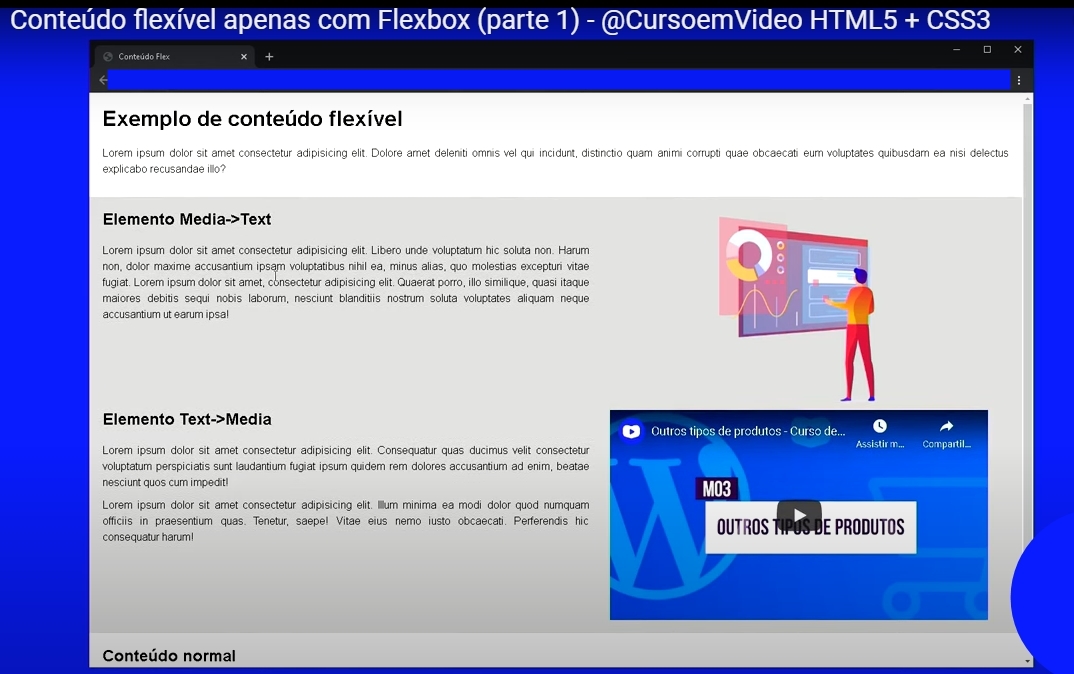 Conteúdo flexível apenas com Flexbox (parte 1) - @CursoemVideo HTML5 + CSS3
Conteúdo Flex
Exemplo de conteúdo flexível
Lorem ipsum dolor sit amet consectetur adipisicing elit. Dolore amet deleniti omnis vel qui incidunt, distinctio quam animi corrupti quae obcaecati eum voluptates quibusdam ea nisi delectus
explicabo recusandae illo?
Elemento Media->Text
Lorem ipsum dolor sit amet consectetur adipisicing elit. Libero unde voluptatum hic soluta non. Harum
non, dolor maxime accusantium ipsam voluptatibus nihil ea, minus alias, quo molestias excepturi vitae
fugiat. Lorem ipsum dolor sit amet, consectetur adipisicing elit. Quaerat porro, illo similique, quasi itaque
maiores debitis sequi nobis laborum, nesciunt blanditiis nostrum soluta voluptates aliquam neque
accusantium ut earum ipsa!
Elemento Text->Media
Lorem ipsum dolor sit amet consectetur adipisicing elit. Consequatur quas ducimus velit consectetur
voluptatum perspiciatis sunt laudantium fugiat ipsum quidem rem dolores accusantium ad enim, beatae
nesciunt quos cum impedit!
Lorem ipsum dolor sit amet consectetur adipisicing elit. Illum minima ea modi dolor quod numquam
officiis in praesentium quas. Tenetur, saepe! Vitae eius nemo iusto obcaecati. Perferendis hic
consequatur harum!
Outros tipos de produtos - Curso de...
Assistir m...
Compartil...
M03
OUTROS TIPOS DE PRODUTOS
Conteúdo normal